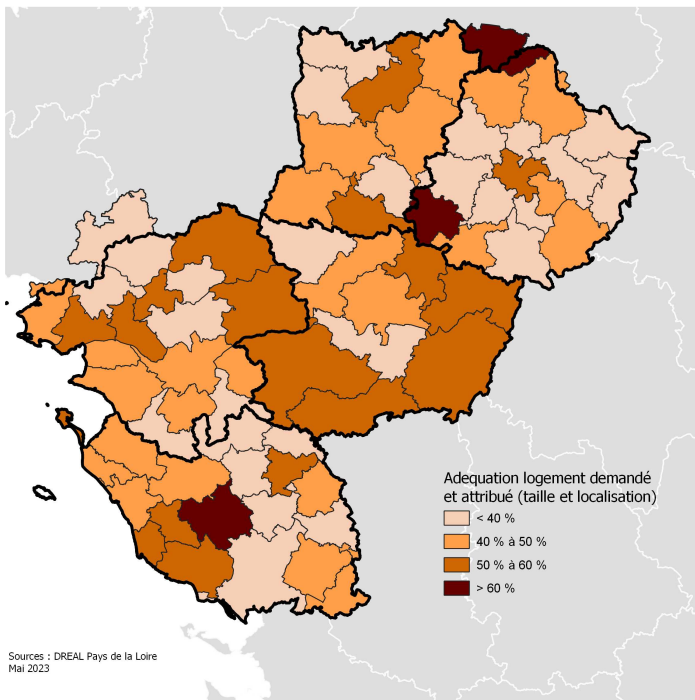 Adequation logement demandé
et attribué (taille et localisation)
< 40 %
40 % à 50 %
50 % à 60 %
> 60 %
Sources : DREAL Pays de la Loire
Mai 2023